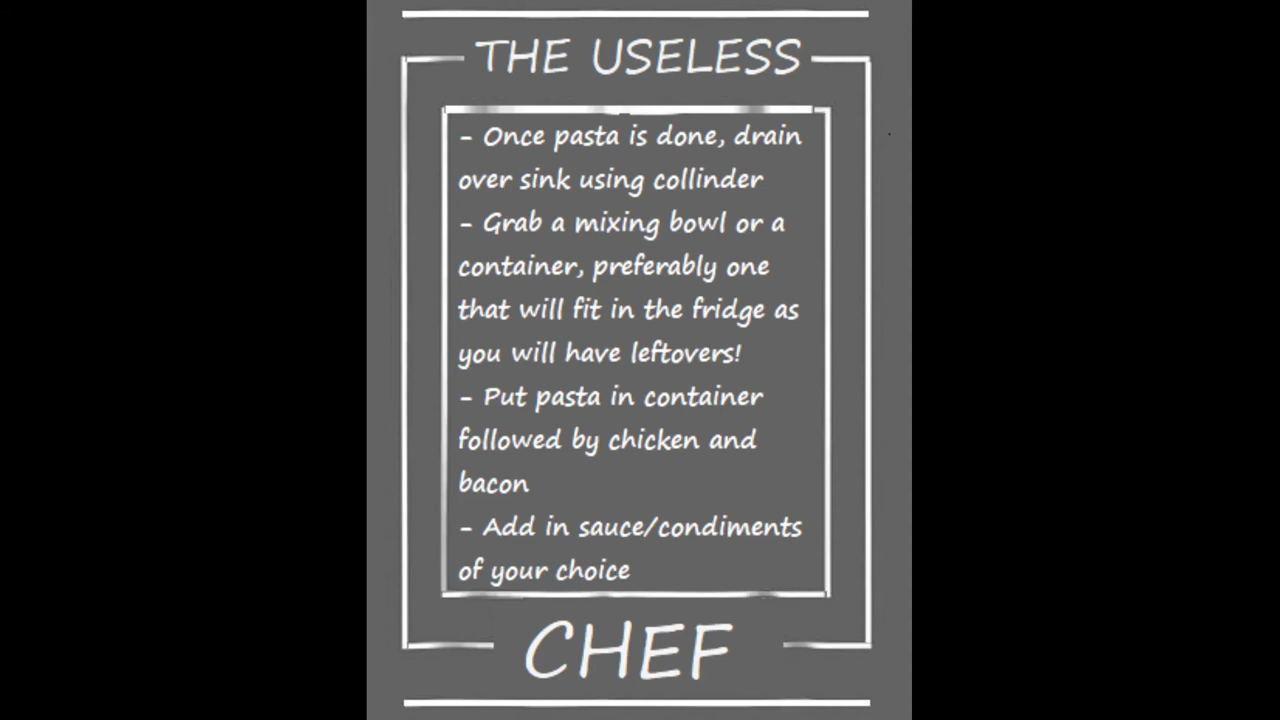 THE USELESS
- Once pasta is done, drain
over sink using collinder
- Grab a mixing bowl or a
container, preferably one
that will fit in the fridge as
you will have leftovers!
- Put pasta in container
followed by chicken and
bacon
- Add in sauce/condiments
of your choice
CHEF